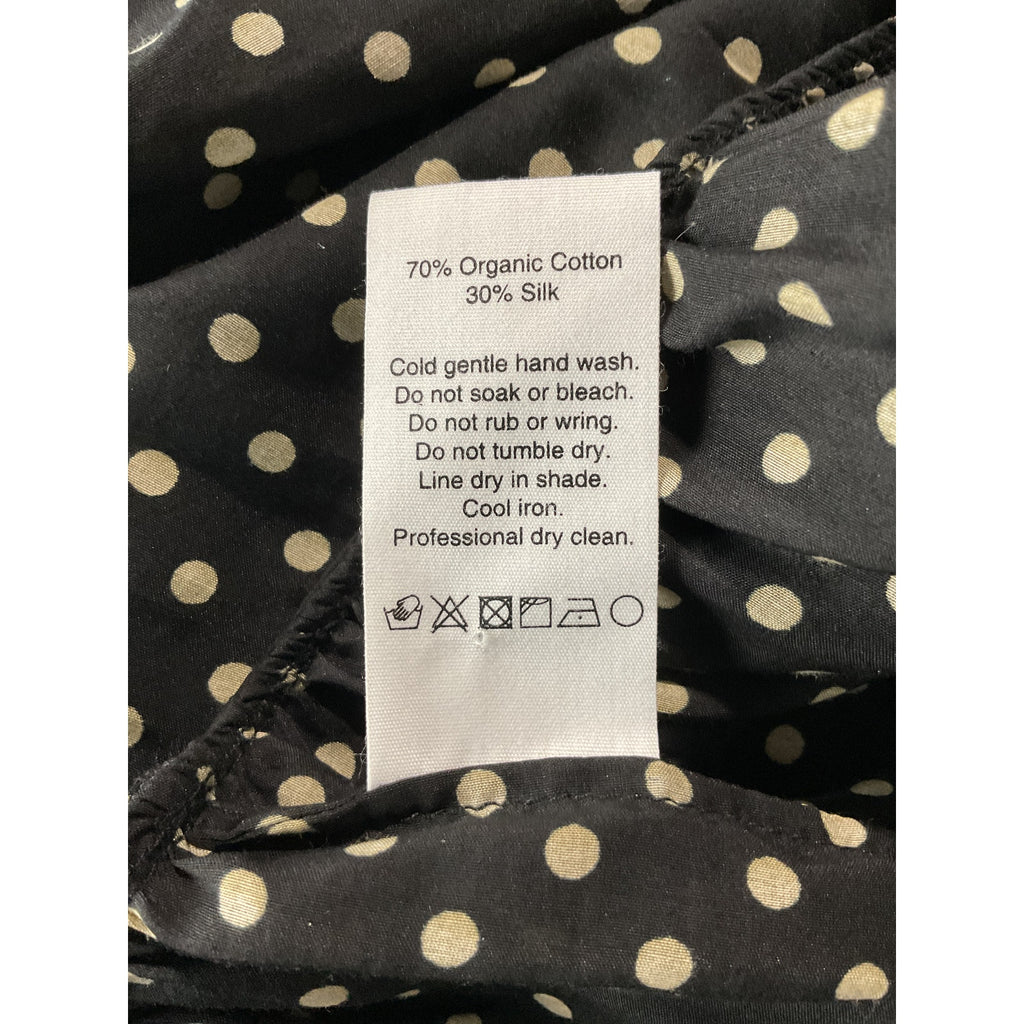 70% Organic Cotton
30% Silk
Cold gentle hand wash.
Do not soak or bleach.
Do not rub or wring.
Do not tumble dry.
Line dry in shade.
Cool iron.
Professional dry clean.